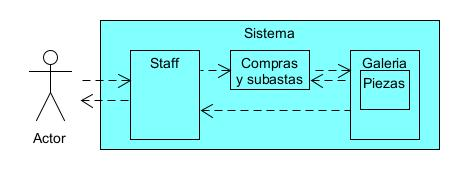 Sistema
Staff
Compras
y subastas
Galeria
Piezas
Actor